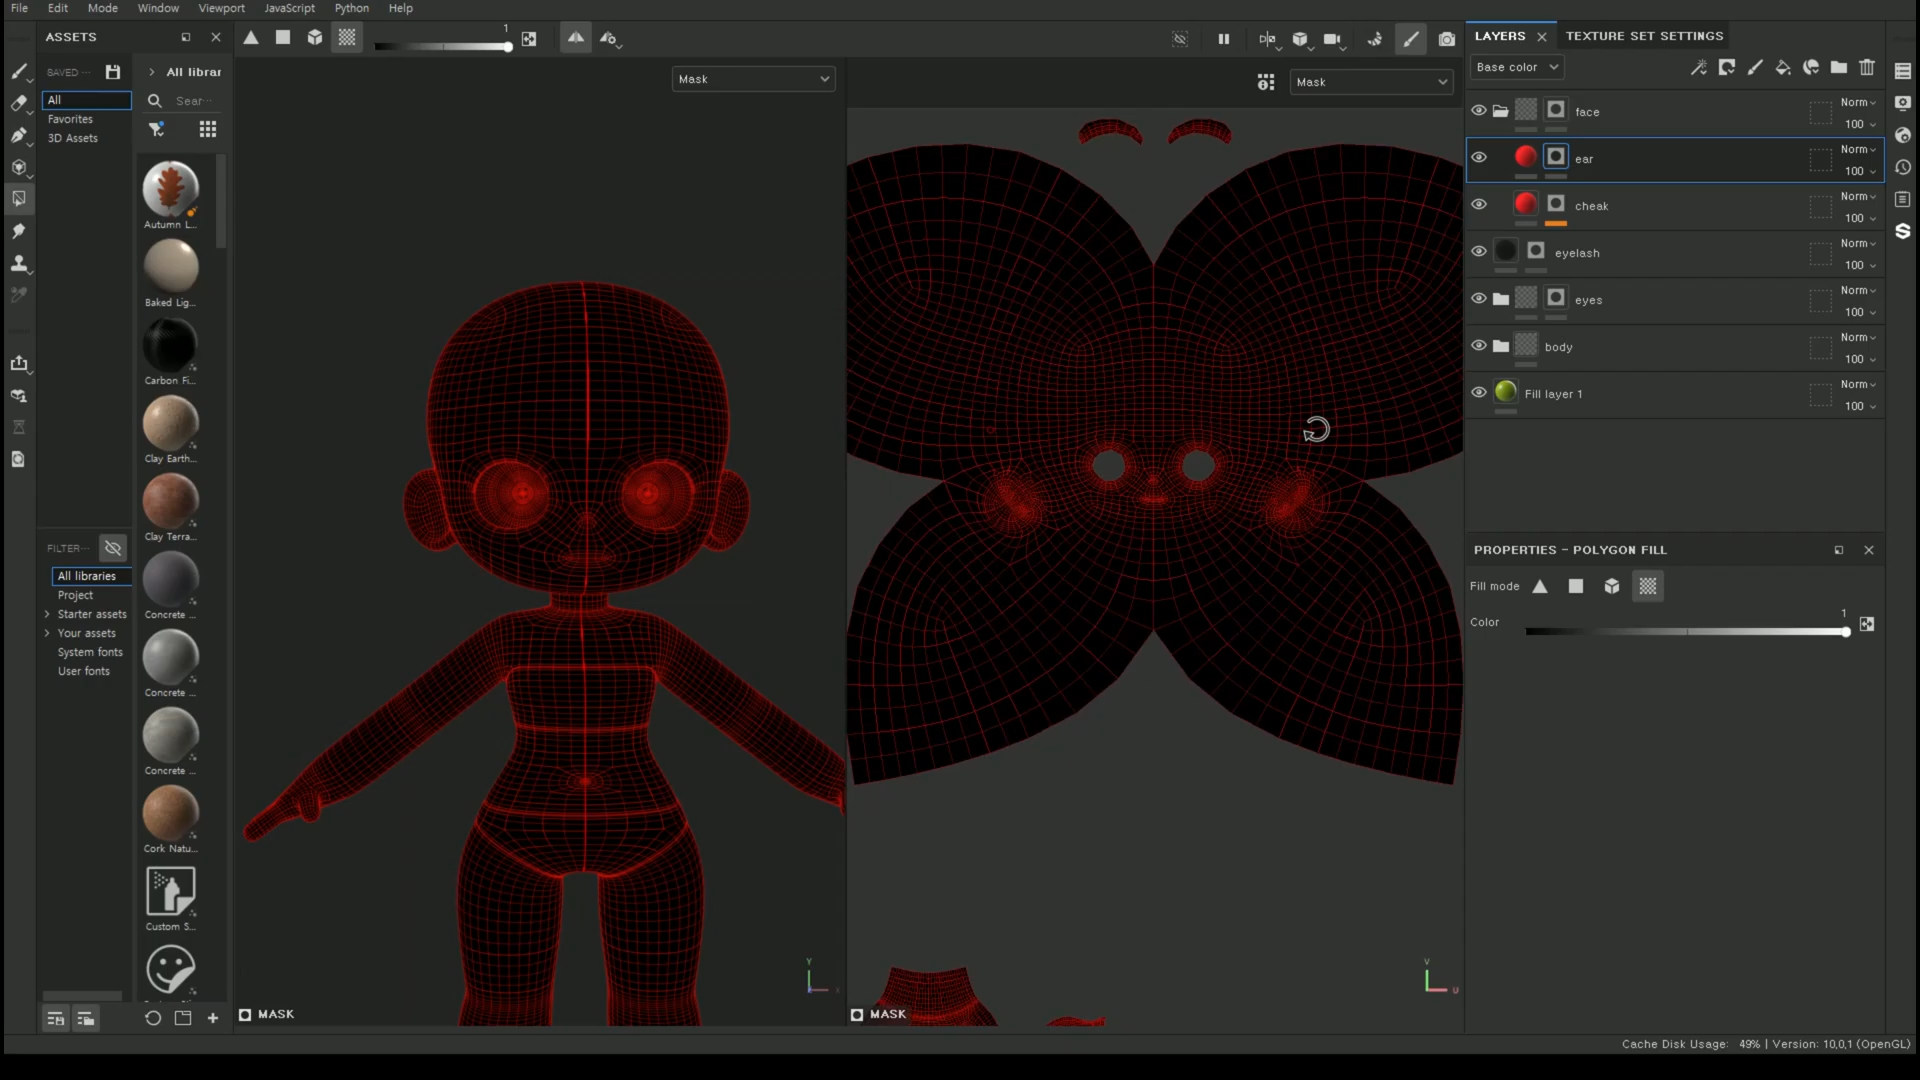 File Edit Mode Window Viewport JavaScript Python Help
ASSETS
SAVED ···
All librar
All
Sear···
Favorites
3D Assets
Autumn L...
Baked Lig...
Carbon Fi...
Clay Earth...
Clay Terra...
Concrete ...
Concrete ...
Concrete ...
Cork Natu...
Custom S...
FILTER···
All libraries
Project
Starter assets
Your assets
System fonts
User fonts
1
Mask
Mask
Y
V
U
MASK
MASK
LAYERS
TEXTURE SET SETTINGS
Base color
face
Norm
100
ear
Norm
100
cheak
Norm
100
eyelash
Norm
100
eyes
Norm
100
body
Norm
100
Fill layer 1
Norm
100
PROPERTIES - POLYGON FILL
Fill mode
Color
1
Cache Disk Usage: 49% | Version: 10,0,1 (OpenGL)